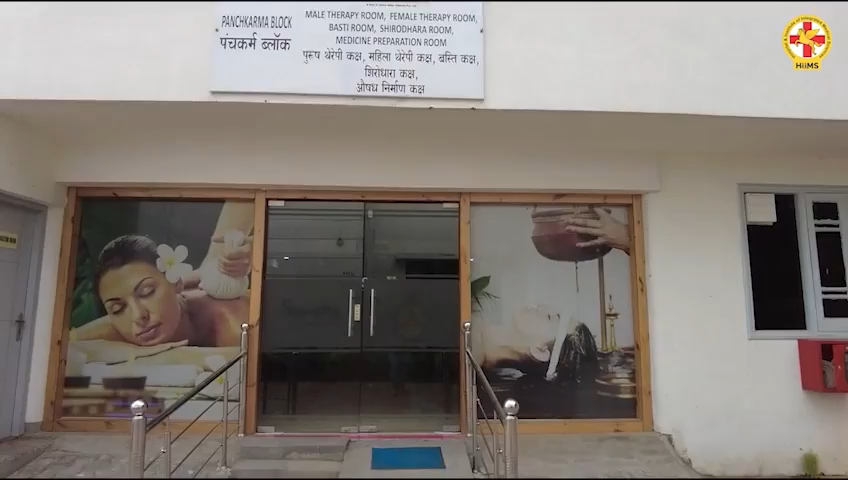 PANCHKARMA BLOCK
पंचकर्म ब्लॉक
MALE THERAPY ROOM, FEMALE THERAPY ROOM,
BASTI ROOM, SHIRODHARA ROOM,
MEDICINE PREPARATION ROOM
पुरुष थेरेपी कक्ष, महिला थेरेपी कक्ष, बस्ति कक्ष,
शिरोधारा कक्ष,
औषध निर्माण कक्ष
HiiMS